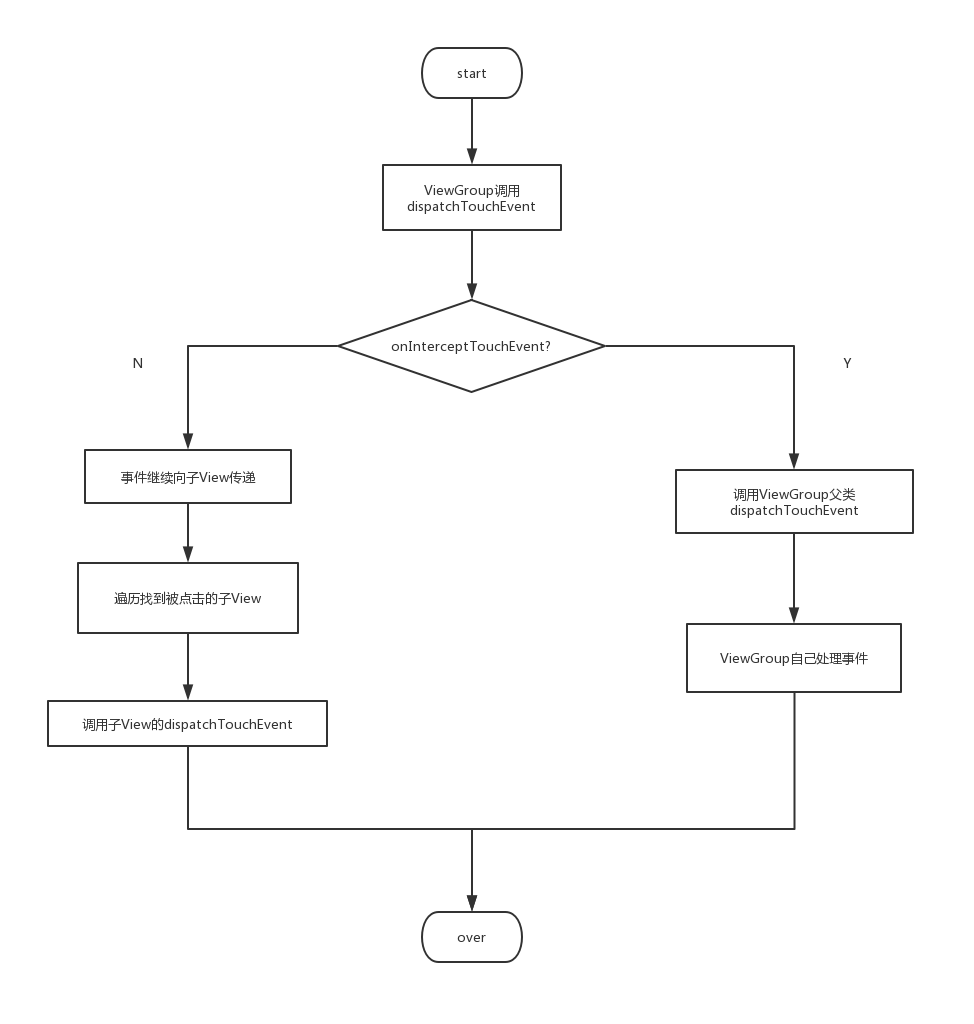 start
ViewGroup调用
dispatchTouchEvent
onInterceptTouchEvent?
N
Y
事件继续向子View传递
调用ViewGroup父类
dispatchTouchEvent
遍历找到被点击的子View
ViewGroup自己处理事件
调用子View的dispatchTouchEvent
over